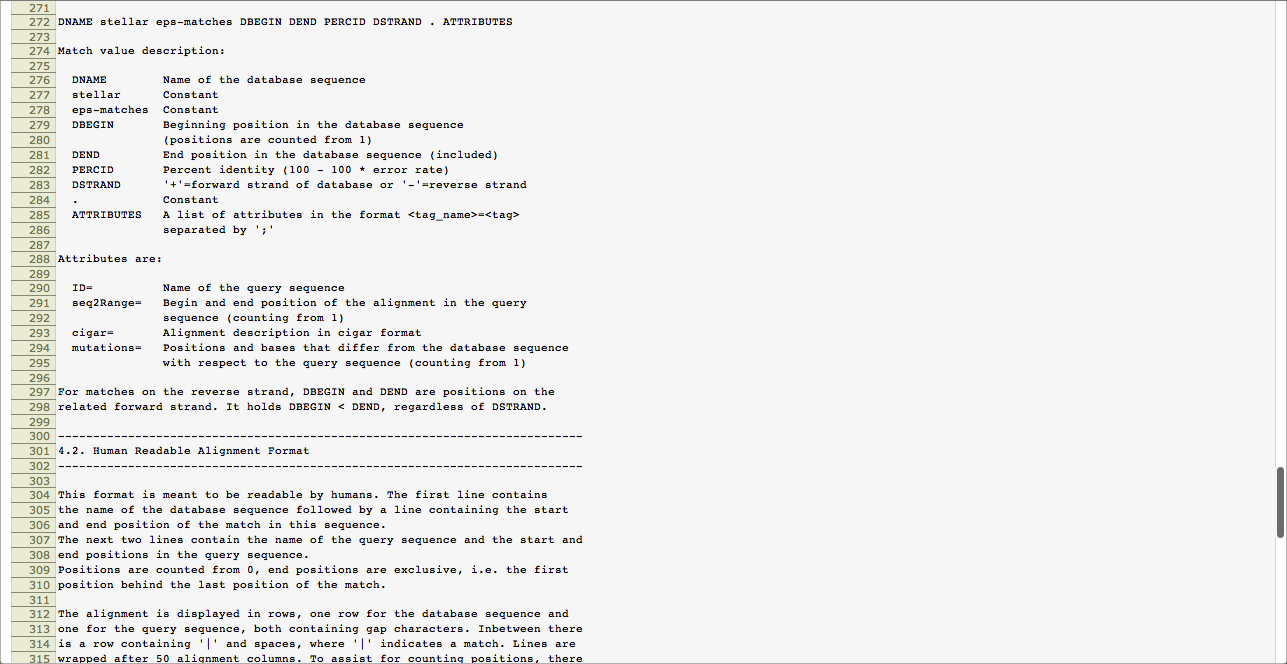 271
272 DNAME stellar eps-matches DBEGIN DEND PERCID DSTRAND . ATTRIBUTES
273
274 Match value description:
275
276   DNAME        Name of the database sequence
277   stellar      Constant
278   eps-matches  Constant
279   DBEGIN       Beginning position in the database sequence
280                (positions are counted from 1)
281   DEND         End position in the database sequence (included)
282   PERCID       Percent identity (100 - 100 * error rate)
283   DSTRAND      '+'=forward strand of database or '-'=reverse strand
284   .            Constant
285   ATTRIBUTES   A list of attributes in the format <tag_name>=<tag>
286                separated by ';'
287
288 Attributes are:
289
290   ID=          Name of the query sequence
291   seq2Range=   Begin and end position of the alignment in the query
292                sequence (counting from 1)
293   cigar=       Alignment description in cigar format
294   mutations=   Positions and bases that differ from the database sequence
295                with respect to the query sequence (counting from 1)
296
297 For matches on the reverse strand, DBEGIN and DEND are positions on the
298 related forward strand. It holds DBEGIN < DEND, regardless of DSTRAND.
299
300 ---------------------------------------------------------------------------
301 4.2. Human Readable Alignment Format
302 ---------------------------------------------------------------------------
303
304 This format is meant to be readable by humans. The first line contains
305 the name of the database sequence followed by a line containing the start
306 and end position of the match in this sequence.
307 The next two lines contain the name of the query sequence and the start and
308 end positions in the query sequence.
309 Positions are counted from 0, end positions are exclusive, i.e. the first
310 position behind the last position of the match.
311
312 The alignment is displayed in rows, one row for the database sequence and
313 one for the query sequence, both containing gap characters. Inbetween there
314 is a row containing '|' and spaces, where '|' indicates a match. Lines are
315 wrapped after 50 alignment columns. To assist for counting positions, there